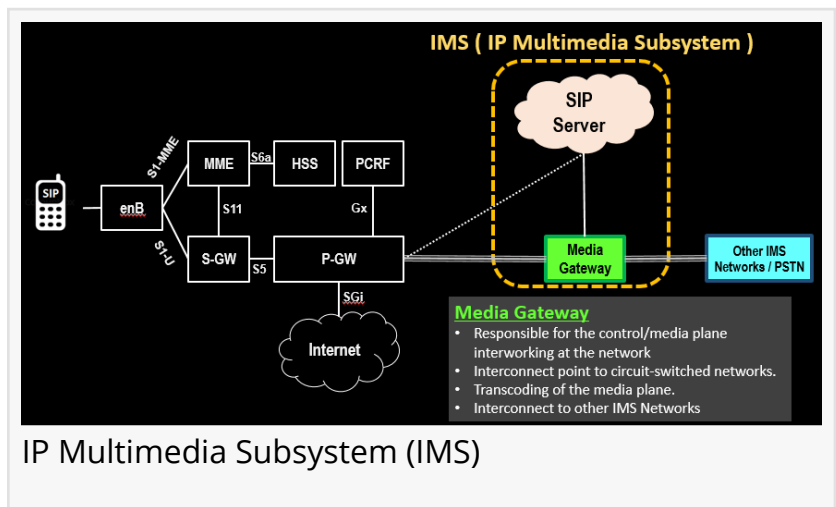 IMS ( IP Multimedia Subsystem )
SIP
Server
S1-MME
MME
S6a
HSS
PCRF
SIP
enB
S11
Gx
S1-U
S-GW
S5
P-GW
Media
Gateway
Other IMS
Networks / PSTN
SGi
Internet
Media Gateway
• Responsible for the control/media plane
interworking at the network
• Interconnect point to circuit-switched networks.
• Transcoding of the media plane.
• Interconnect to other IMS Networks
IP Multimedia Subsystem (IMS)